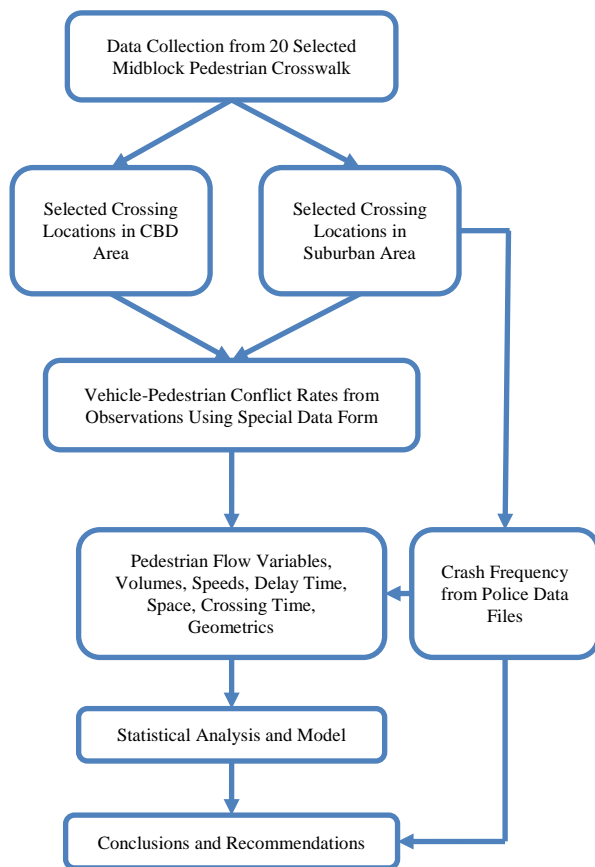 Data Collection from 20 Selected
Midblock Pedestrian Crosswalk
Selected Crossing
Locations in CBD
Area
Selected Crossing
Locations in
Suburban Area
Vehicle-Pedestrian Conflict Rates from
Observations Using Special Data Form
Pedestrian Flow Variables,
Volumes, Speeds, Delay Time,
Space, Crossing Time,
Geometrics
Crash Frequency
from Police Data
Files
Statistical Analysis and Model
Conclusions and Recommendations